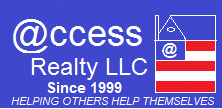 @ccess
Realty LLC
Since 1999
@
HELPING OTHERS HELP THEMSELVES